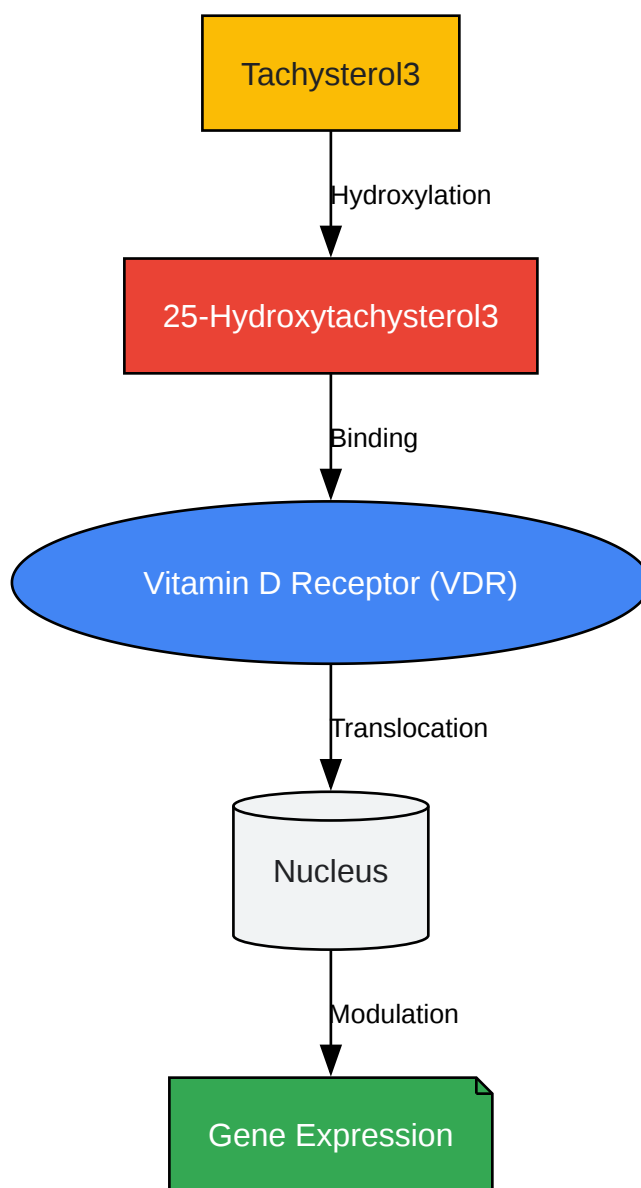 Tachysterol3
Hydroxylation
25-Hydroxytachysterol3
Binding
Vitamin D Receptor (VDR)
Translocation
Nucleus
Modulation
Gene Expression